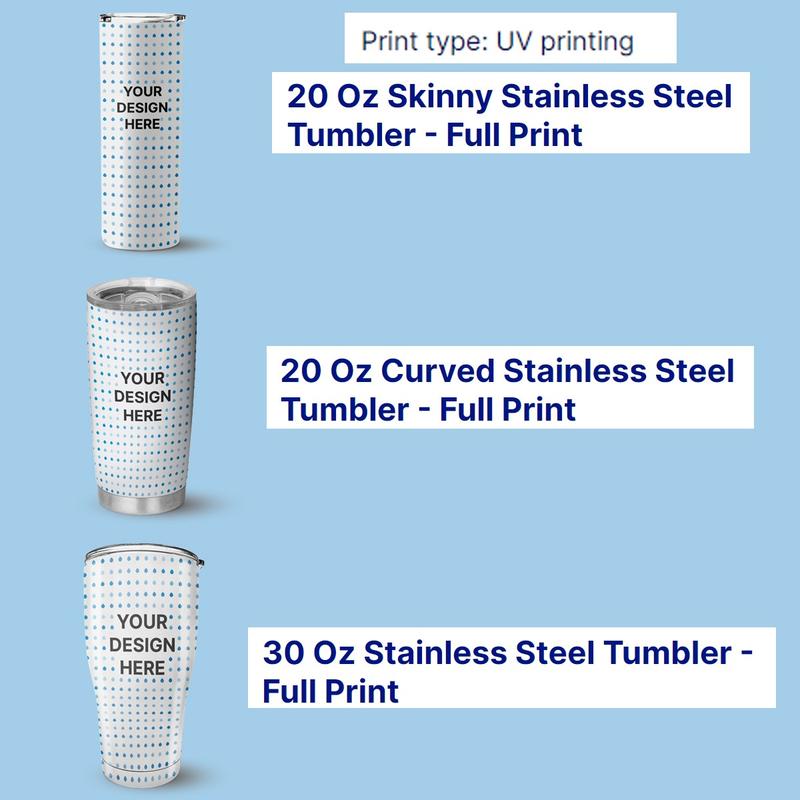 Print type: UV printing
20 Oz Skinny Stainless Steel
Tumbler - Full Print
YOUR
DESIGN
HERE
20 Oz Curved Stainless Steel
Tumbler - Full Print
YOUR
DESIGN
HERE
30 Oz Stainless Steel Tumbler -
Full Print
YOUR
DESIGN
HERE